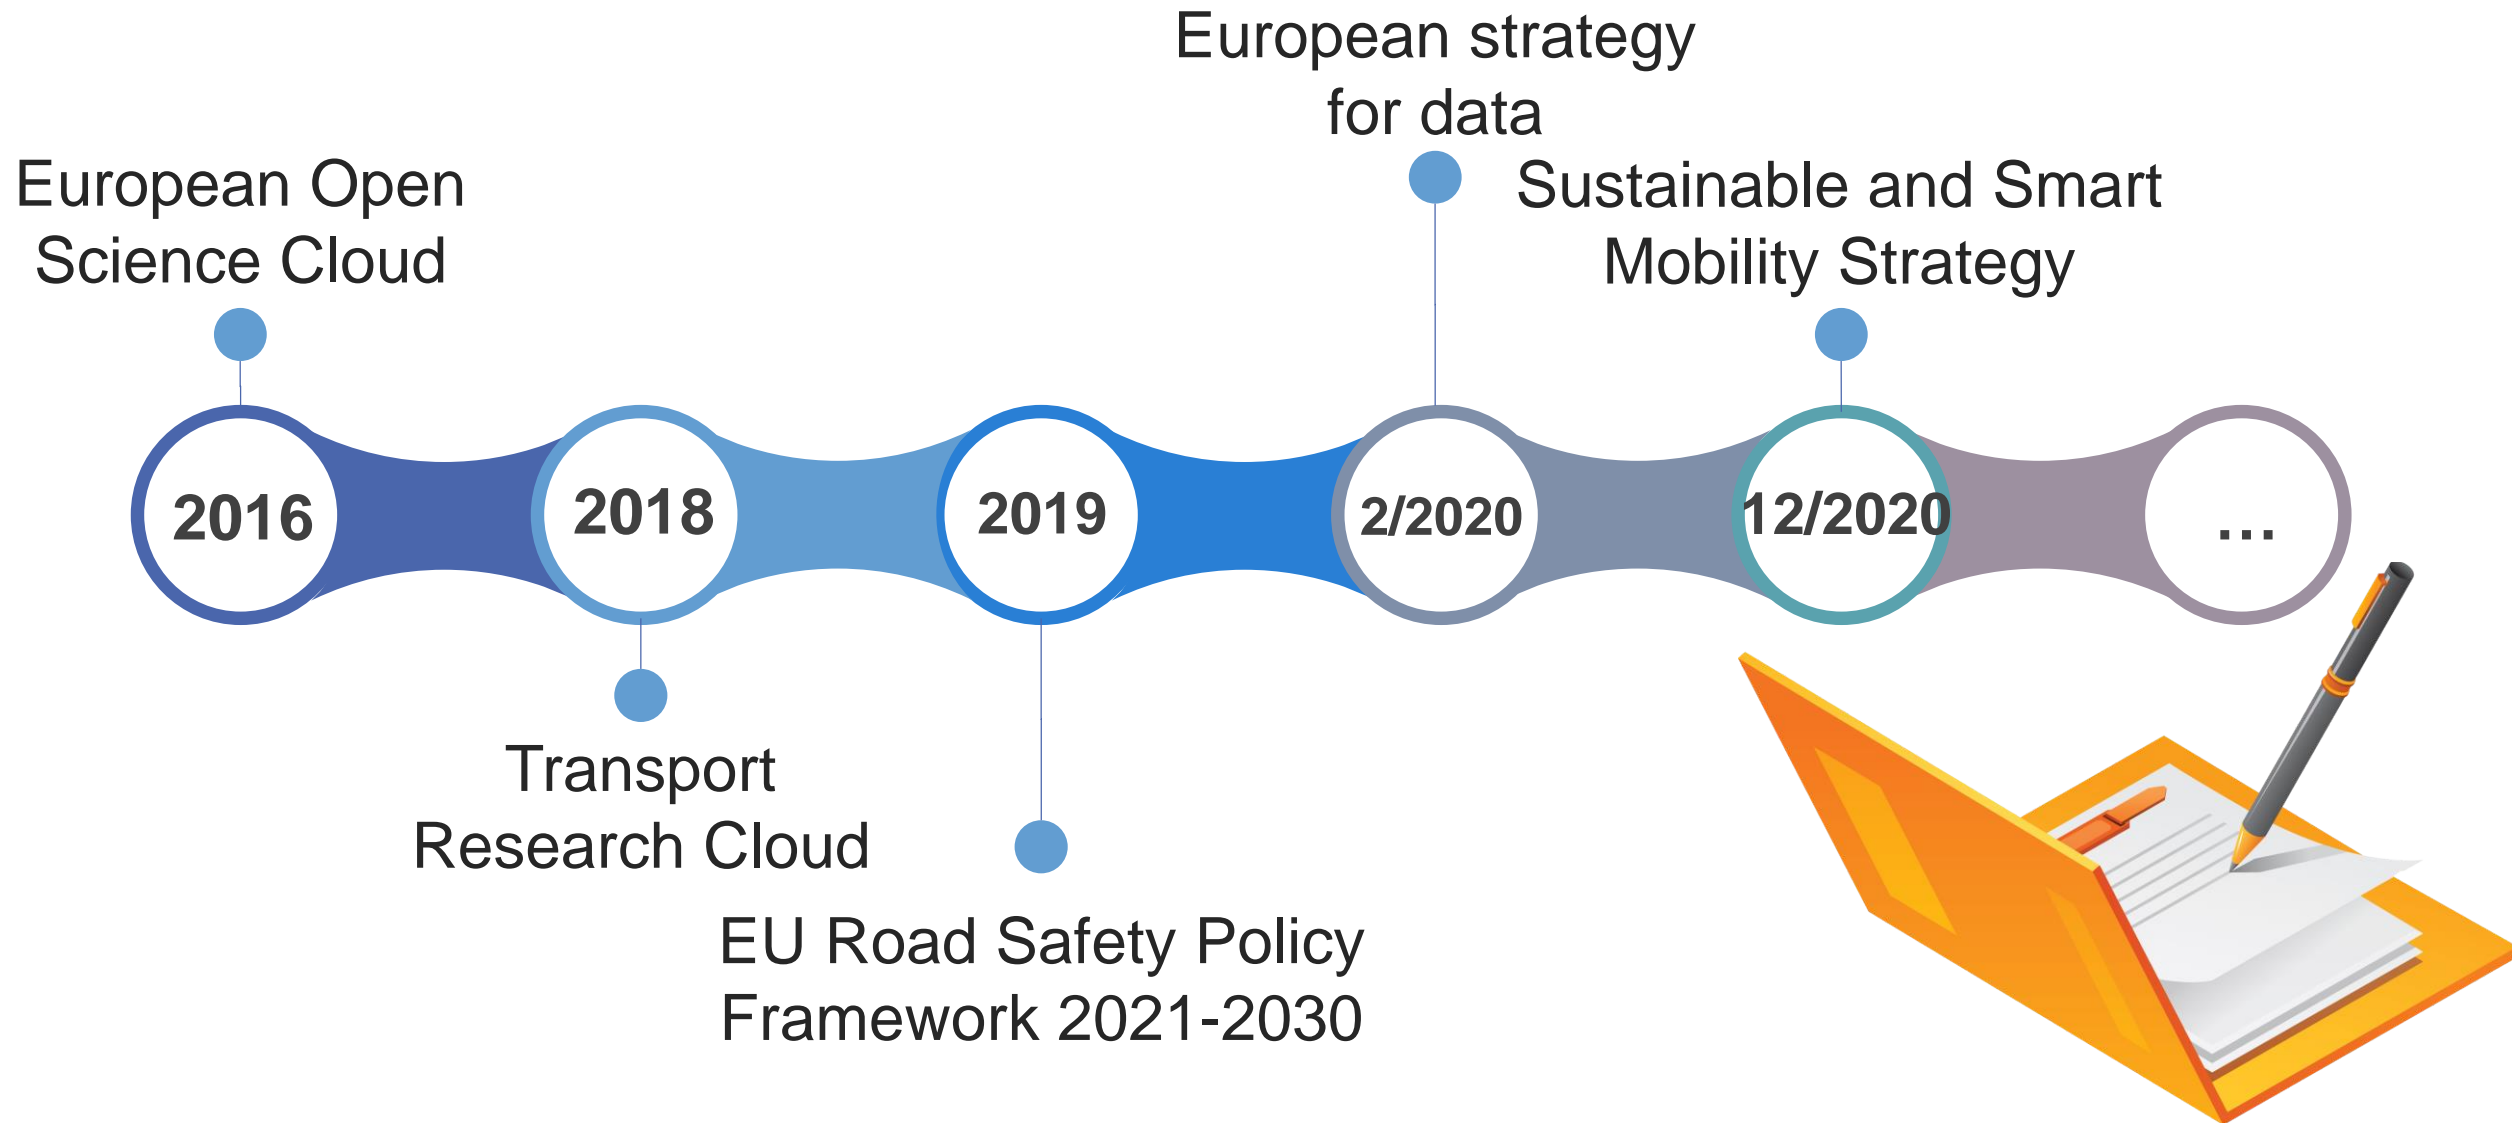 European strategy
for data
European Open
Science Cloud
Sustainable and Smart
Mobility Strategy
2016
2018
2019
2/2020
12/2020
...
Transport
Research Cloud
EU Road Safety Policy
Framework 2021-2030